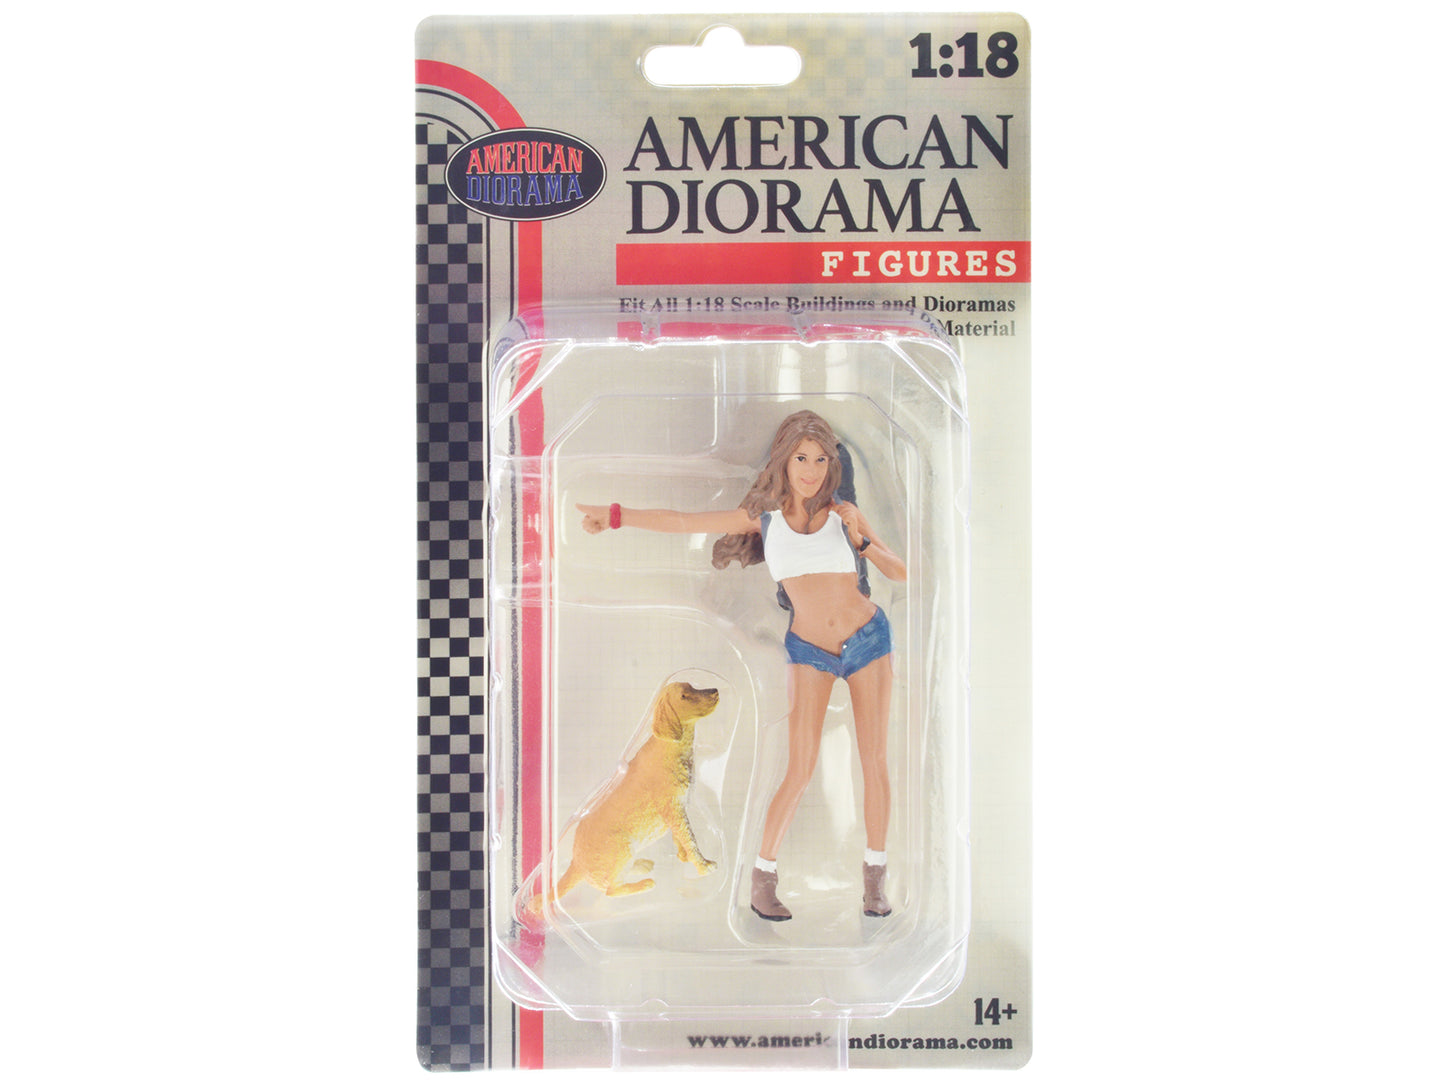 1:18
AMERICAN
DIORAMA
AMERICAN
DIORAMA
FIGURES
Fit All 1:18 Scale Buildings and Dioramas
Material
14+
www.americandiorama.com